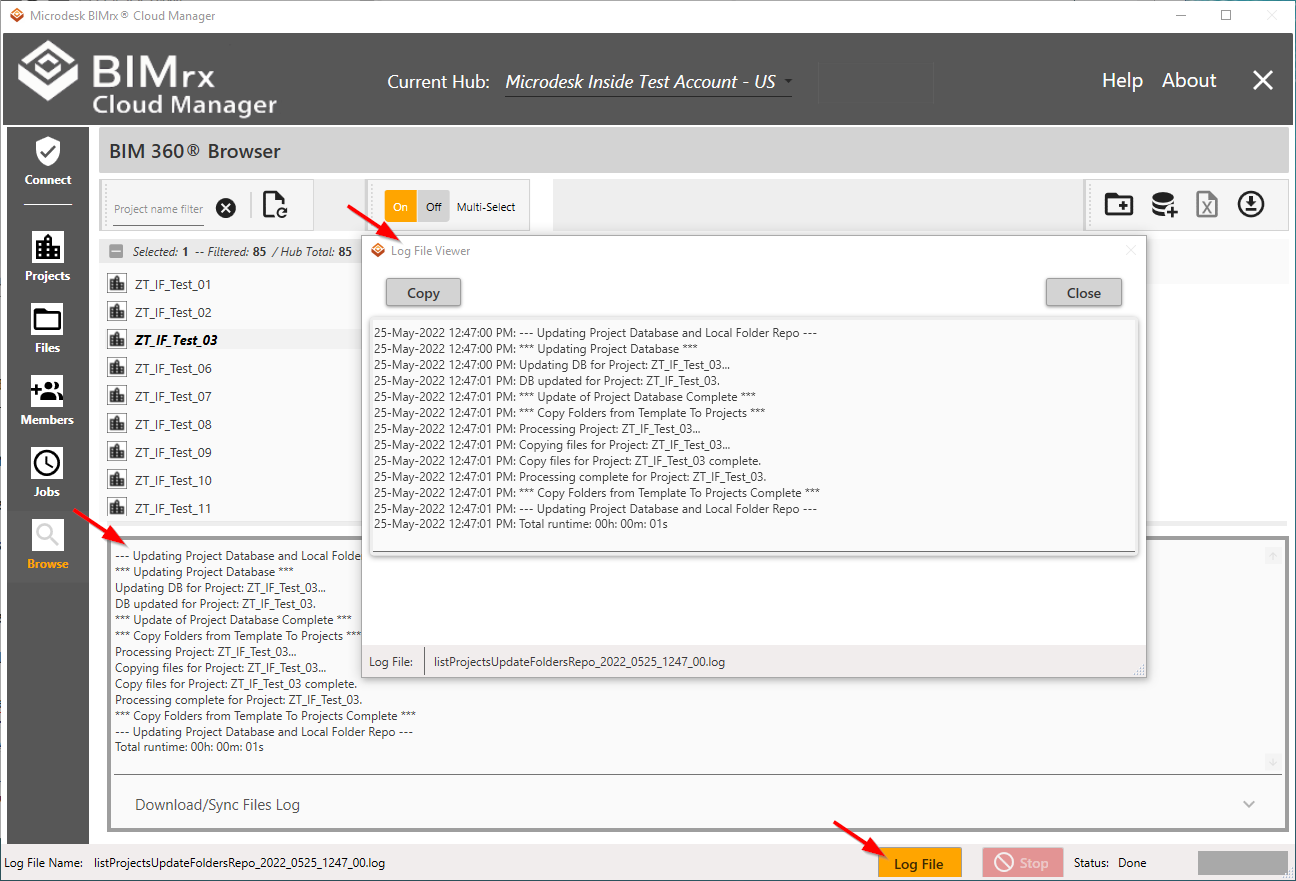 Microdesk BIMrx® Cloud Manager
BIMrx
Cloud Manager
Current Hub: Microdesk Inside Test Account - US
Help About
Connect
Projects
Files
Members
Jobs
Browse
BIM 360® Browser
Project name filter
On Off Multi-Select
Selected: 1 -- Filtered: 85 / Hub Total: 85
ZT_IF_Test_01
ZT_IF_Test_02
ZT_IF_Test_03
ZT_IF_Test_06
ZT_IF_Test_07
ZT_IF_Test_08
ZT_IF_Test_09
ZT_IF_Test_10
ZT_IF_Test_11
Log File Viewer
Copy Close
25-May-2022 12:47:00 PM: --- Updating Project Database and Local Folder Repo ---
25-May-2022 12:47:00 PM: *** Updating Project Database ***
25-May-2022 12:47:00 PM: Updating DB for Project: ZT_IF_Test_03...
25-May-2022 12:47:01 PM: DB updated for Project: ZT_IF_Test_03.
25-May-2022 12:47:01 PM: *** Update of Project Database Complete ***
25-May-2022 12:47:01 PM: *** Copy Folders from Template To Projects ***
25-May-2022 12:47:01 PM: Processing Project: ZT_IF_Test_03...
25-May-2022 12:47:01 PM: Copying files for Project: ZT_IF_Test_03...
25-May-2022 12:47:01 PM: Copy files for Project: ZT_IF_Test_03 complete.
25-May-2022 12:47:01 PM: Processing complete for Project: ZT_IF_Test_03.
25-May-2022 12:47:01 PM: *** Copy Folders from Template To Projects Complete ***
25-May-2022 12:47:01 PM: --- Updating Project Database and Local Folder Repo ---
25-May-2022 12:47:01 PM: Total runtime: 00h: 00m: 01s
Log File: listProjectsUpdateFoldersRepo_2022_0525_1247_00.log
--- Updating Project Database and Local Folde
*** Updating Project Database ***
Updating DB for Project: ZT_IF_Test_03...
DB updated for Project: ZT_IF_Test_03.
*** Update of Project Database Complete ***
*** Copy Folders from Template To Projects ***
Processing Project: ZT_IF_Test_03...
Copying files for Project: ZT_IF_Test_03...
Copy files for Project: ZT_IF_Test_03 complete.
Processing complete for Project: ZT_IF_Test_03.
*** Copy Folders from Template To Projects Complete ***
--- Updating Project Database and Local Folder Repo ---
Total runtime: 00h: 00m: 01s
Download/Sync Files Log
Log File Name: listProjectsUpdateFoldersRepo_2022_0525_1247_00.log
Log File Stop Status: Done